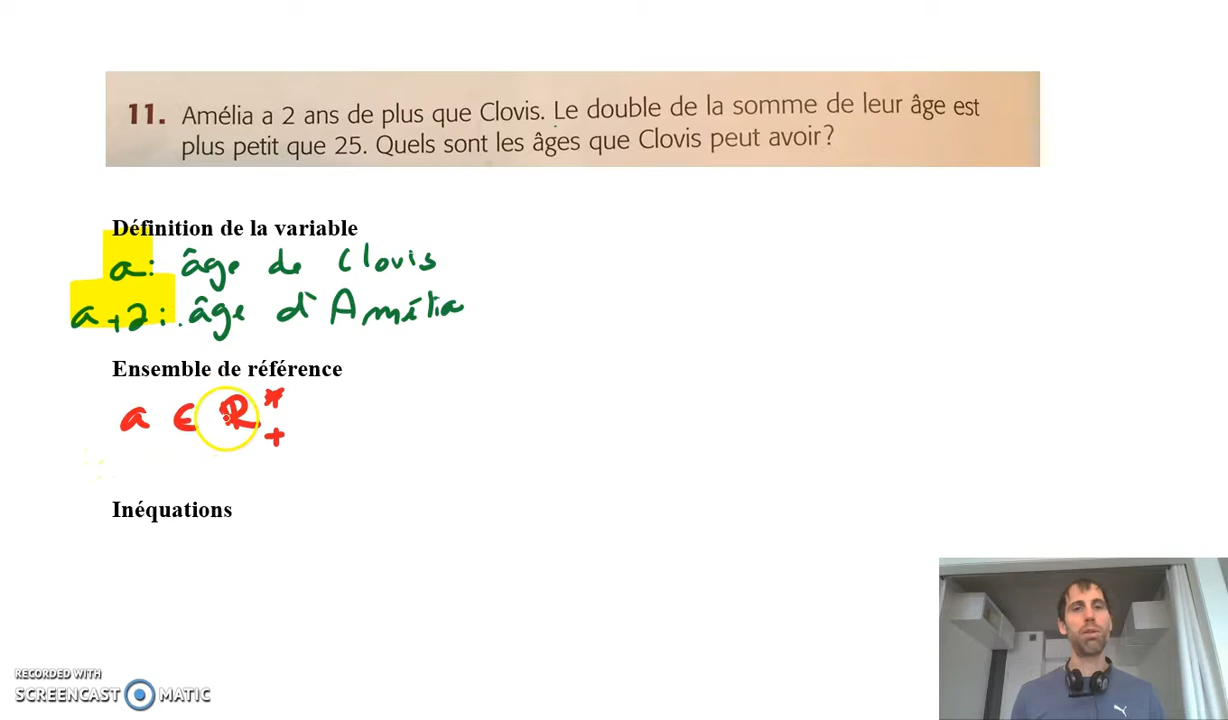 11. Amélia a 2 ans de plus que Clovis. Le double de la somme de leur âge est
plus petit que 25. Quels sont les âges que Clovis peut avoir?
Définition de la variable
a: âge de Clovis
a+2: âge d'Amélia
Ensemble de référence
a ∈ ℝ*₊
Inéquations
RECORDED WITH
SCREENCAST MATIC